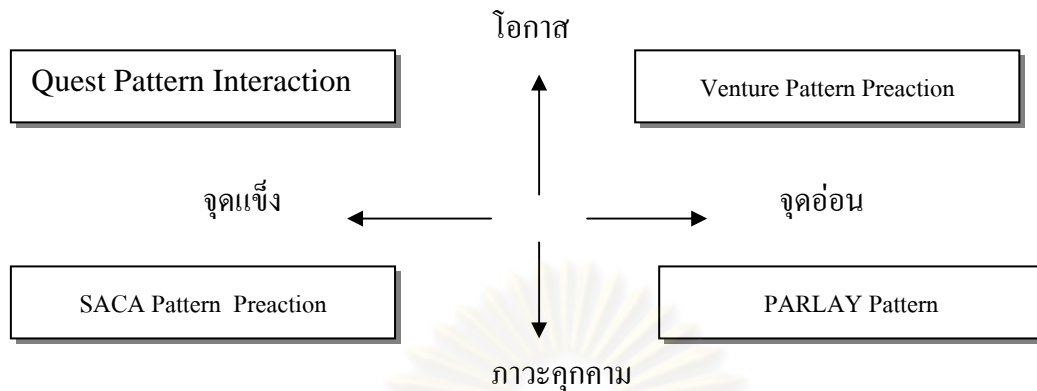 โอกาส
Quest Pattern Interaction
Venture Pattern Preaction
จุดแข็ง
จุดอ่อน
SACA Pattern Preaction
PARLAY Pattern
ภาวะคุกคาม